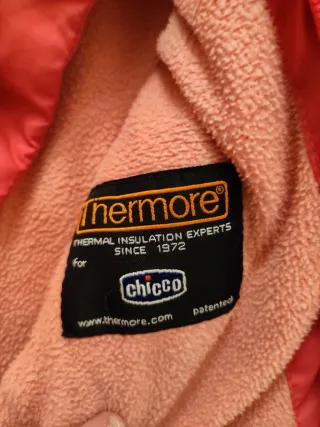 Thermore®
THERMAL INSULATION EXPERTS
SINCE 1972
for
chicco
www.thermore.com patented